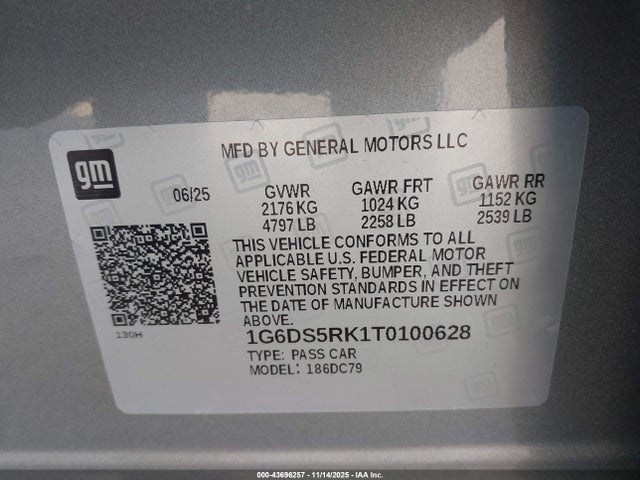 MFD BY GENERAL MOTORS LLC
gm
06/25
GVWR
2176 KG
4797 LB
GAWR FRT
1024 KG
2258 LB
GAWR RR
1152 KG
2539 LB
THIS VEHICLE CONFORMS TO ALL
APPLICABLE U.S. FEDERAL MOTOR
VEHICLE SAFETY, BUMPER, AND THEFT
PREVENTION STANDARDS IN EFFECT ON
THE DATE OF MANUFACTURE SHOWN
ABOVE.
130H
1G6DS5RK1T0100628
TYPE: PASS CAR
MODEL: 186DC79
000-43696257 - 11/14/2025 - IAA Inc.